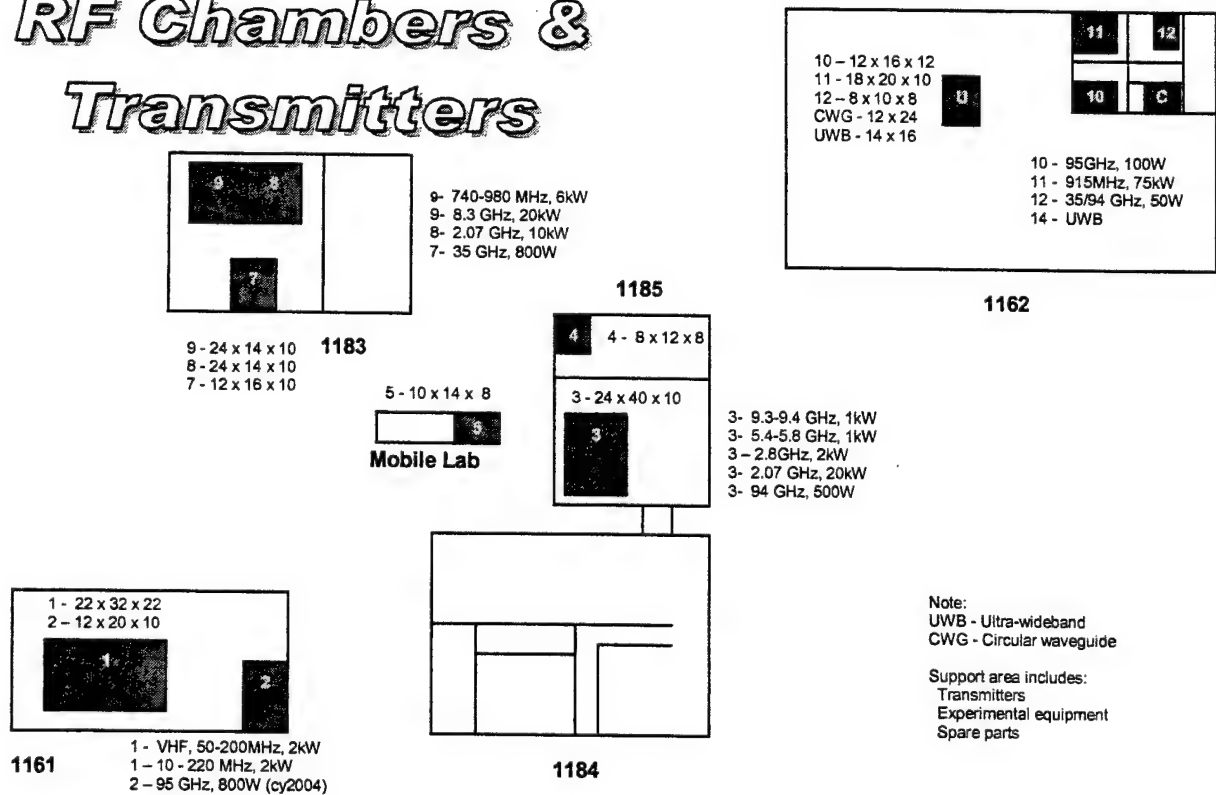 RF Chambers &
Transmitters
11
12
10 – 12 x 16 x 12
11 - 18 x 20 x 10
12 – 8 x 10 x 8
CWG - 12 x 24
UWB - 14 x 16
U
10
C
10 - 95GHz, 100W
11 - 915MHz, 75kW
12 - 35/94 GHz, 50W
14 - UWB
1162
9
8
7
9- 740-980 MHz, 6kW
9- 8.3 GHz, 20kW
8- 2.07 GHz, 10kW
7- 35 GHz, 800W
9 - 24 x 14 x 10
8 - 24 x 14 x 10
7 - 12 x 16 x 10
1183
1185
4
4 - 8 x 12 x 8
5 - 10 x 14 x 8
Mobile Lab
3 - 24 x 40 x 10
3
3- 9.3-9.4 GHz, 1kW
3- 5.4-5.8 GHz, 1kW
3 – 2.8GHz, 2kW
3- 2.07 GHz, 20kW
3- 94 GHz, 500W
1 - 22 x 32 x 22
2 – 12 x 20 x 10
1
2
1161
1 - VHF, 50-200MHz, 2kW
1 – 10 - 220 MHz, 2kW
2 – 95 GHz, 800W (cy2004)
1184
Note:
UWB - Ultra-wideband
CWG - Circular waveguide
Support area includes:
Transmitters
Experimental equipment
Spare parts